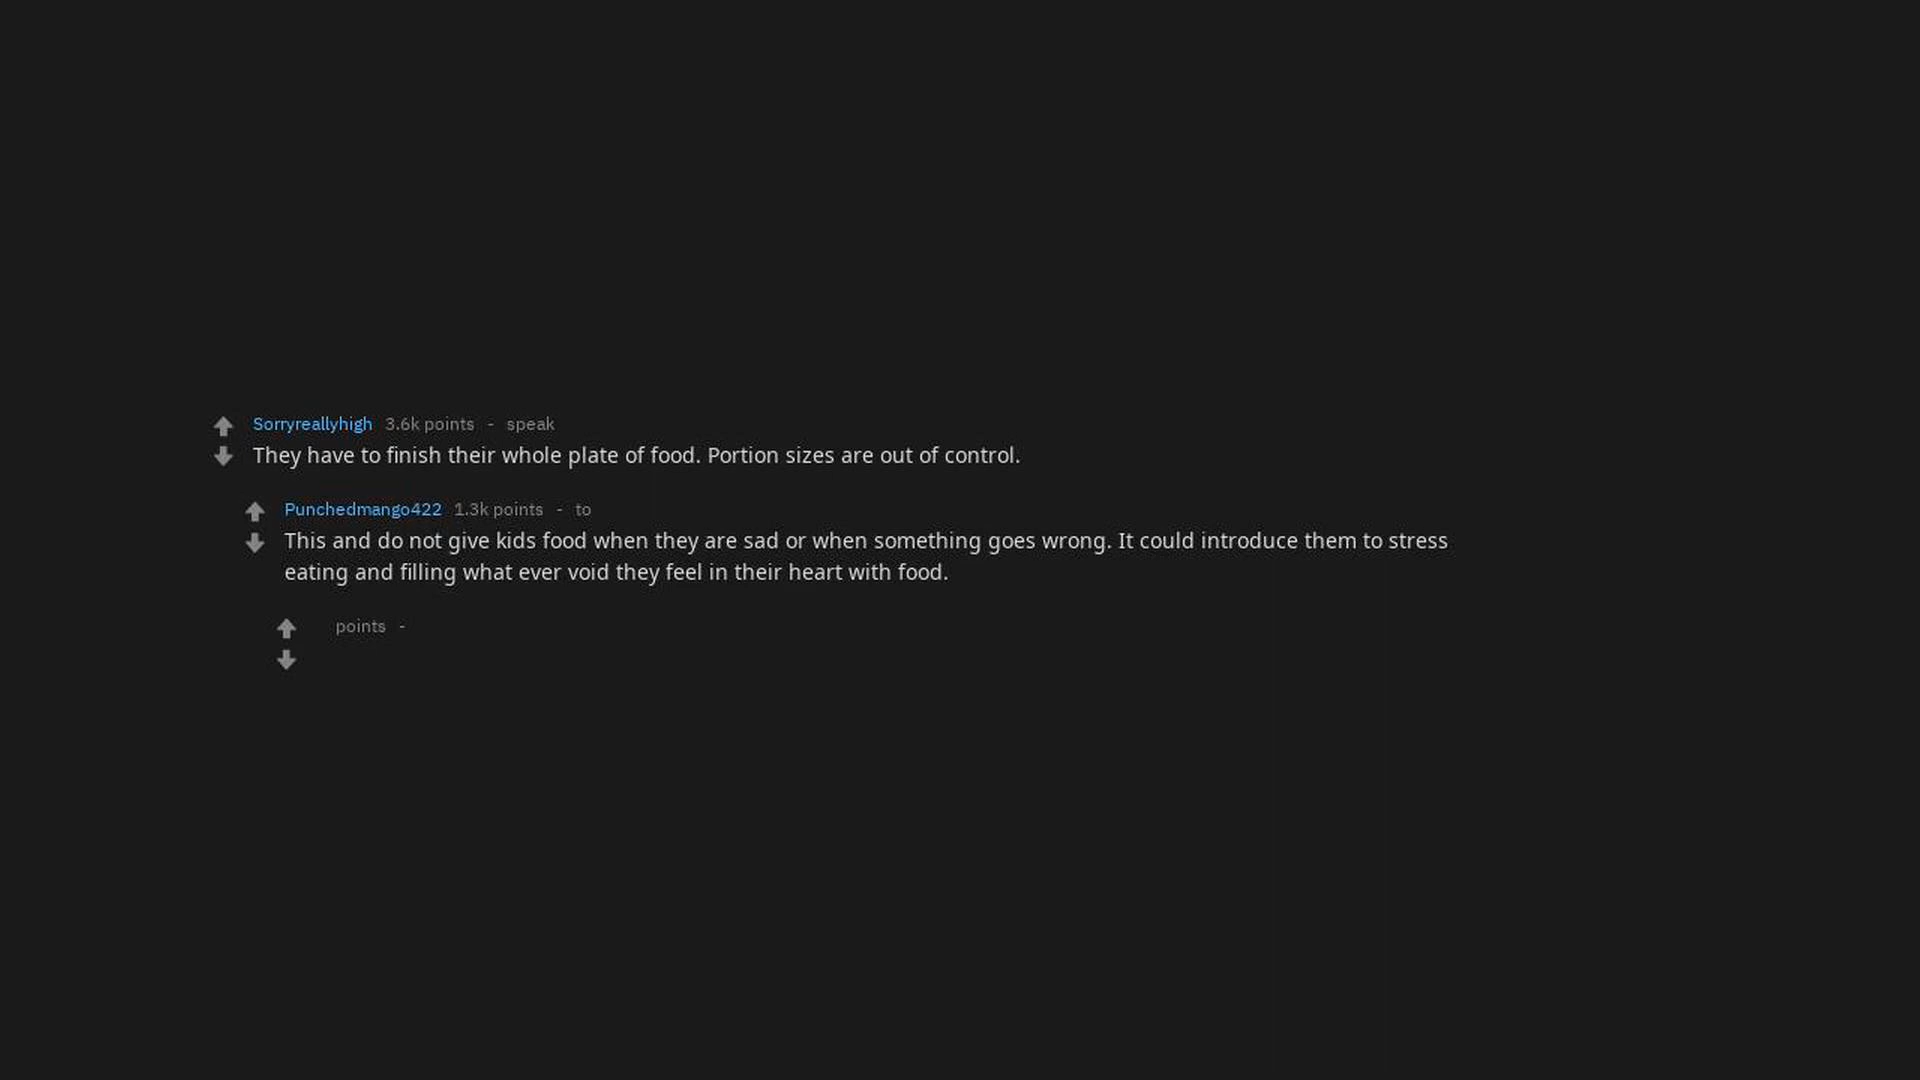 Sorryreallyhigh 3.6k points - speak
They have to finish their whole plate of food. Portion sizes are out of control.
Punchedmango422 1.3k points - to
This and do not give kids food when they are sad or when something goes wrong. It could introduce them to stress
eating and filling what ever void they feel in their heart with food.
points -